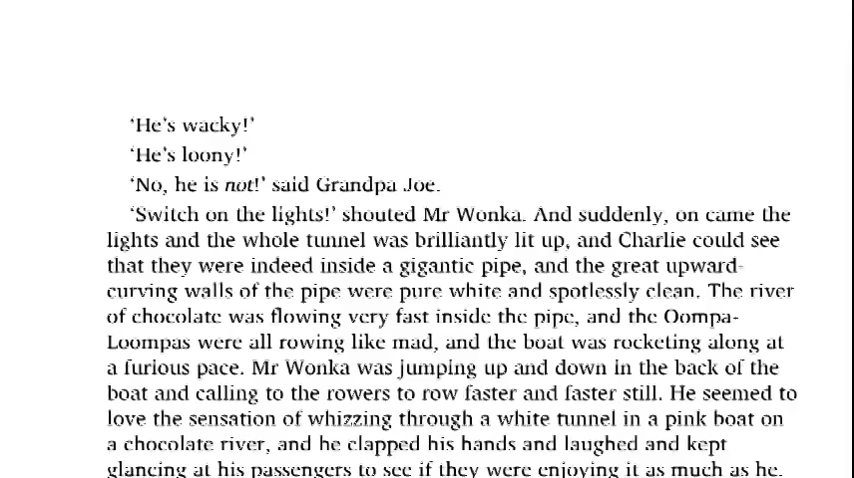 ‘He’s wacky!’
‘He’s loony!’
‘No, he is not!’ said Grandpa Joe.
‘Switch on the lights!’ shouted Mr Wonka. And suddenly, on came the
lights and the whole tunnel was brilliantly lit up, and Charlie could see
that they were indeed inside a gigantic pipe, and the great upward-
curving walls of the pipe were pure white and spotlessly clean. The river
of chocolate was flowing very fast inside the pipe, and the Oompa-
Loompas were all rowing like mad, and the boat was rocketing along at
a furious pace. Mr Wonka was jumping up and down in the back of the
boat and calling to the rowers to row faster and faster still. He seemed to
love the sensation of whizzing through a white tunnel in a pink boat on
a chocolate river, and he clapped his hands and laughed and kept
glancing at his passengers to see if they were enjoying it as much as he.